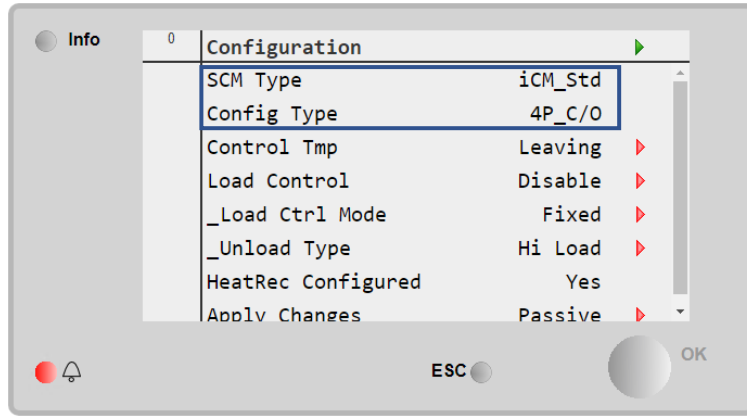 Info
0 Configuration
SCM Type iCM_Std
Config Type 4P_C/O
Control Tmp Leaving
Load Control Disable
_Load Ctrl Mode Fixed
_Unload Type Hi Load
HeatRec Configured Yes
Apply Changes Passive
ESC OK